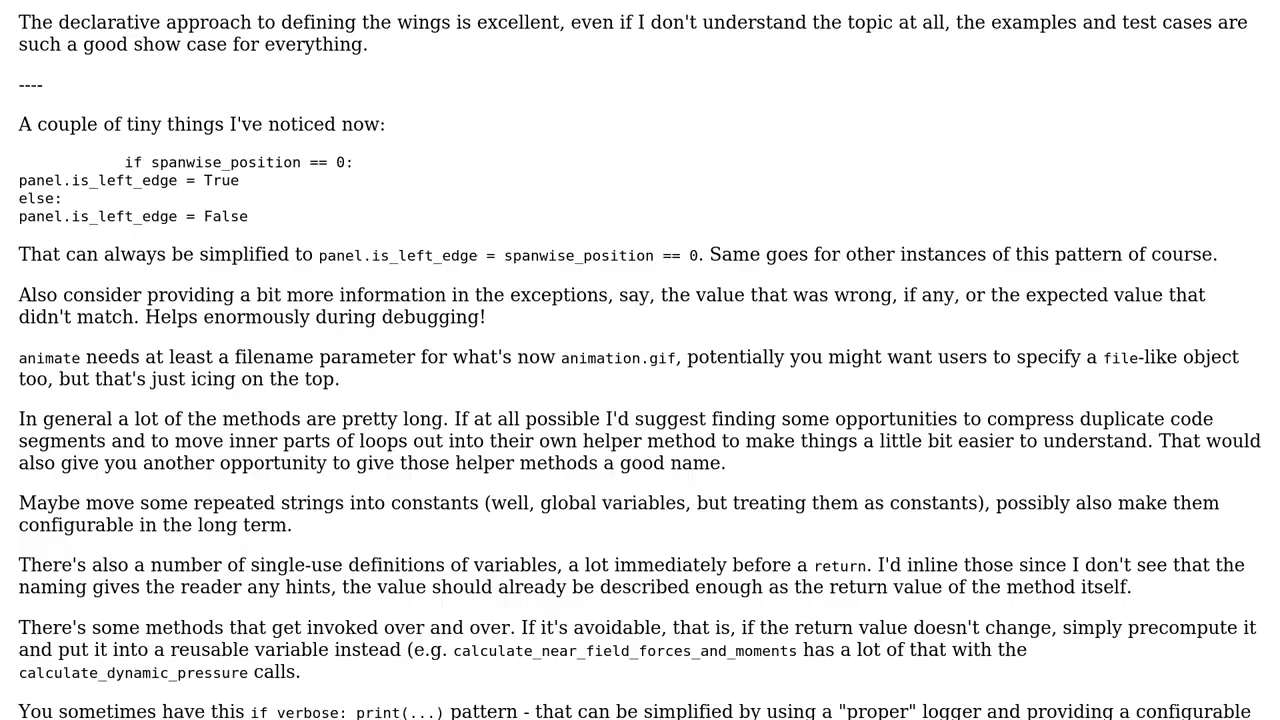 The declarative approach to defining the wings is excellent, even if I don't understand the topic at all, the examples and test cases are
such a good show case for everything.
----
A couple of tiny things I've noticed now:
if spanwise_position == 0:
panel.is_left_edge = True
else:
panel.is_left_edge = False
That can always be simplified to panel.is_left_edge = spanwise_position == 0. Same goes for other instances of this pattern of course.
Also consider providing a bit more information in the exceptions, say, the value that was wrong, if any, or the expected value that
didn't match. Helps enormously during debugging!
animate needs at least a filename parameter for what's now animation.gif, potentially you might want users to specify a file-like object
too, but that's just icing on the top.
In general a lot of the methods are pretty long. If at all possible I'd suggest finding some opportunities to compress duplicate code
segments and to move inner parts of loops out into their own helper method to make things a little bit easier to understand. That would
also give you another opportunity to give those helper methods a good name.
Maybe move some repeated strings into constants (well, global variables, but treating them as constants), possibly also make them
configurable in the long term.
There's also a number of single-use definitions of variables, a lot immediately before a return. I'd inline those since I don't see that the
naming gives the reader any hints, the value should already be described enough as the return value of the method itself.
There's some methods that get invoked over and over. If it's avoidable, that is, if the return value doesn't change, simply precompute it
and put it into a reusable variable instead (e.g. calculate_near_field_forces_and_moments has a lot of that with the
calculate_dynamic_pressure calls.
You sometimes have this if verbose: print(...) pattern - that can be simplified by using a "proper" logger and providing a configurable